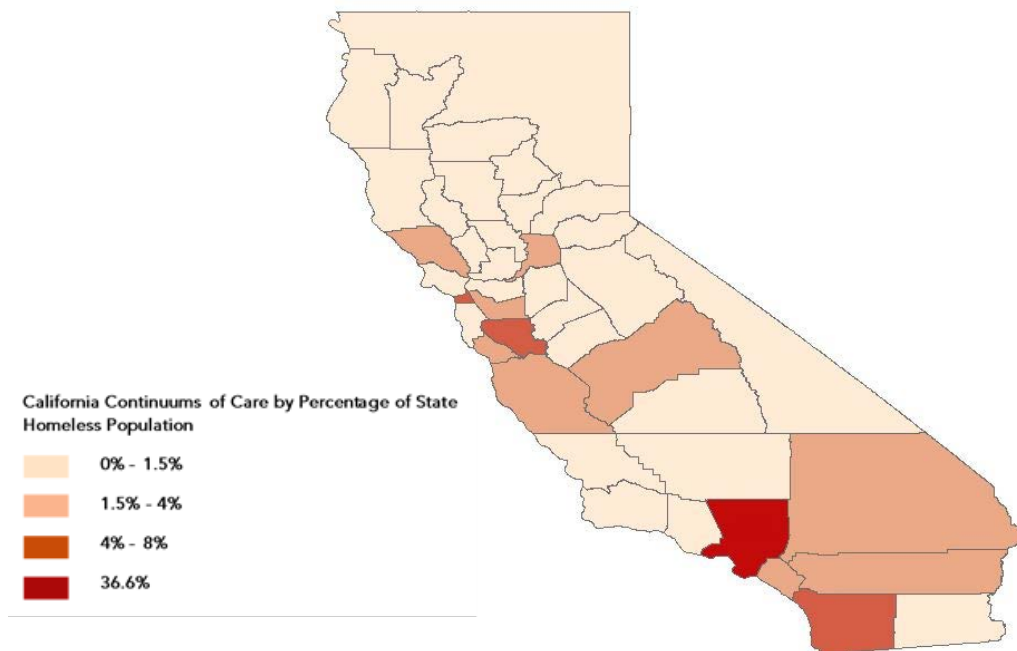 California Continuums of Care by Percentage of State
Homeless Population
0% - 1.5%
1.5% - 4%
4% - 8%
36.6%